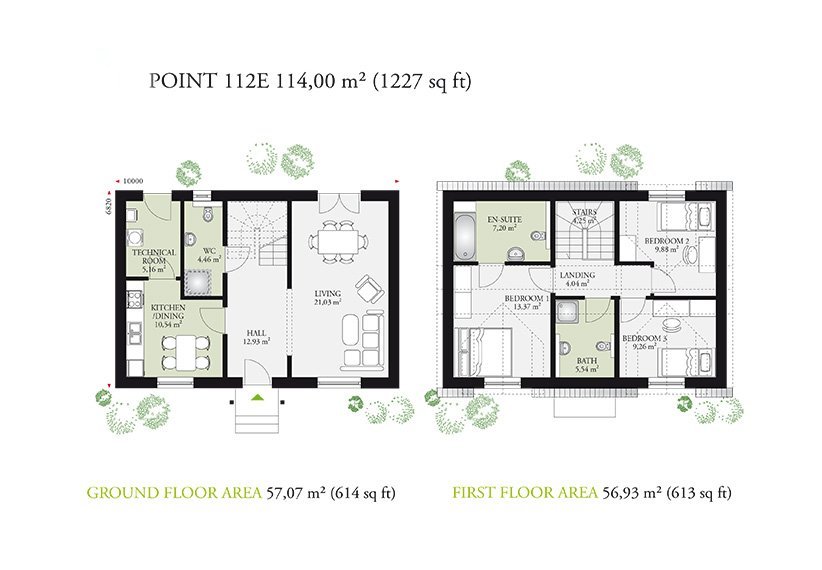 POINT 112E 114,00 m² (1227 sq ft)
10000
6820
TECHNICAL
ROOM
5,16 m²
WC
4.46 m²
KITCHEN
/DINING
10,54 m²
HALL
12,93 m²
LIVING
21,03 m²
EN-SUITE
7,20 m²
STAIRS
4.25 m²
BEDROOM 2
9.88 m²
LANDING
4.04 m²
BEDROOM 1
13.37 m²
BATH
5,54 m²
BEDROOM 3
9,26 m²
GROUND FLOOR AREA 57,07 m² (614 sq ft)
FIRST FLOOR AREA 56,93 m² (613 sq ft)